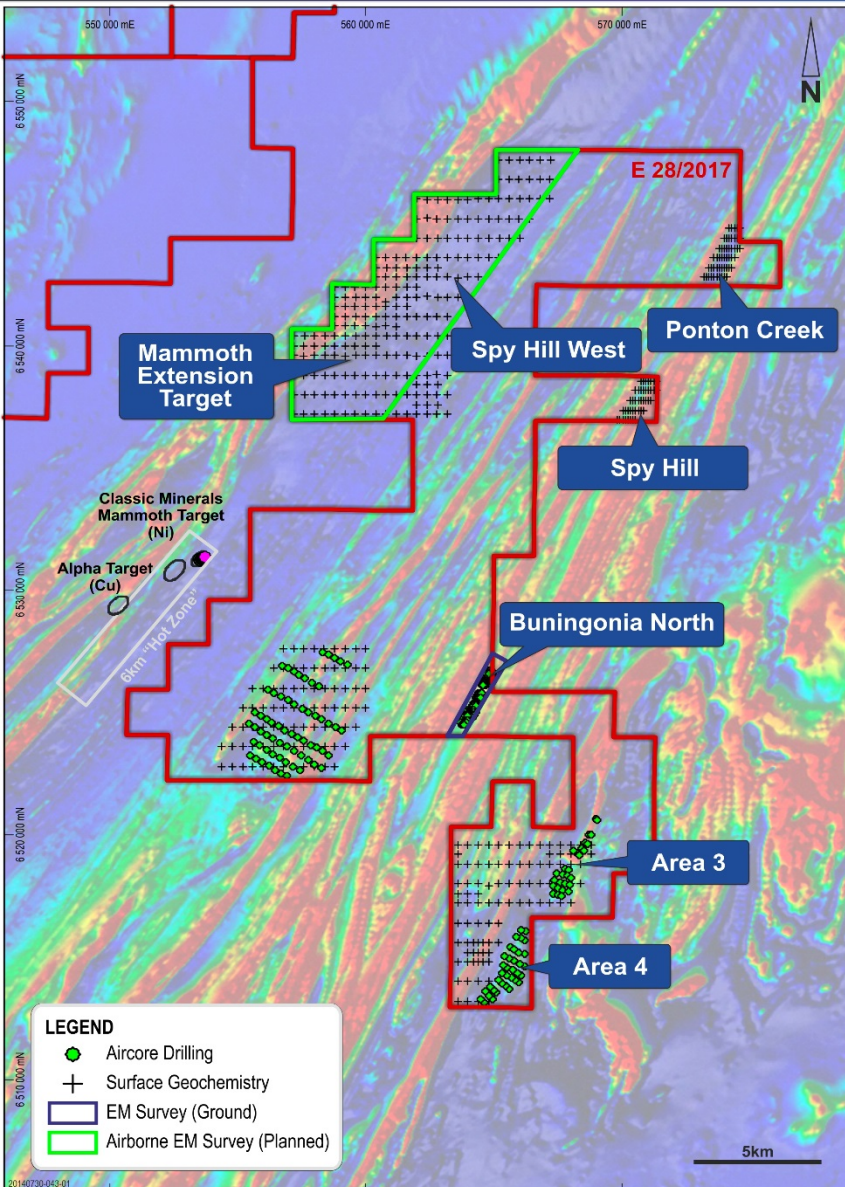 550 000 mE
560 000 mE
570 000 mE
N
6 550 000 mN
E 28/2017
Ponton Creek
6 540 000 mN
Mammoth
Extension
Target
Spy Hill West
Spy Hill
Classic Minerals
Mammoth Target
(Ni)
Alpha Target
(Cu)
6 530 000 mN
6km "Hot Zone"
Buningonia North
6 520 000 mN
Area 3
Area 4
LEGEND
Aircore Drilling
Surface Geochemistry
EM Survey (Ground)
Airborne EM Survey (Planned)
6 510 000 mN
5km
20140730-043-01